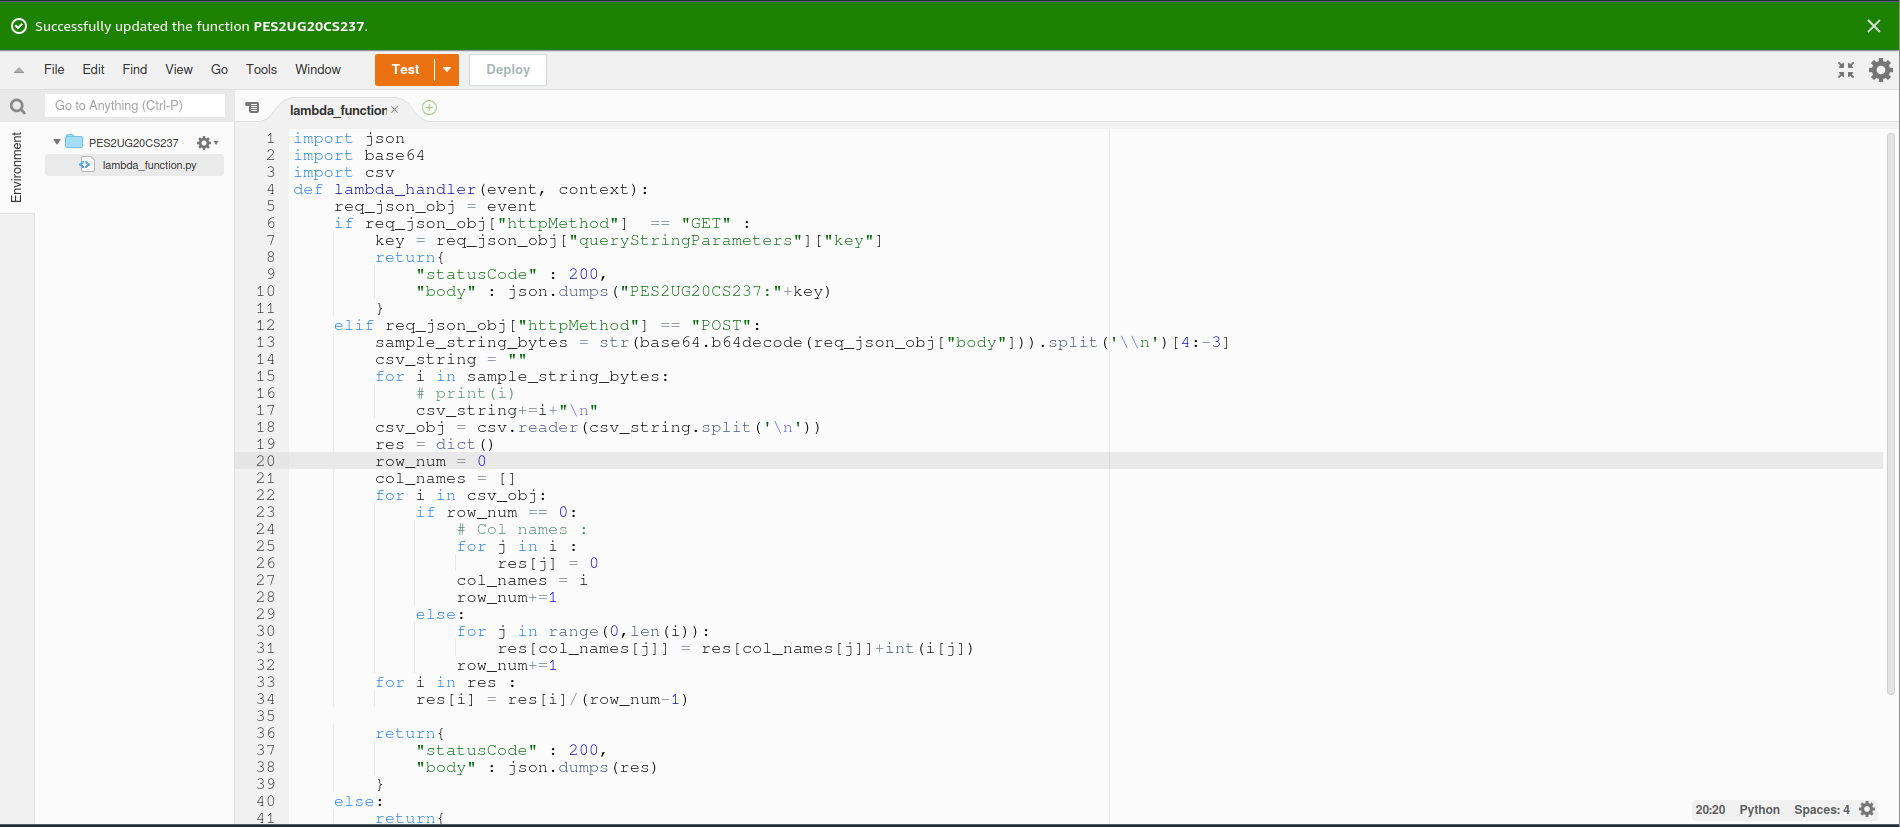 Successfully updated the function PES2UG20CS237.
File Edit Find View Go Tools Window Test Deploy
Go to Anything (Ctrl-P)
lambda_function
Environment
PES2UG20CS237
lambda_function.py
1 import json
2 import base64
3 import csv
4 def lambda_handler(event, context):
5     req_json_obj = event
6     if req_json_obj["httpMethod"]  == "GET" :
7         key = req_json_obj["queryStringParameters"]["key"]
8         return{
9             "statusCode" : 200,
10             "body" : json.dumps("PES2UG20CS237:"+key)
11         }
12     elif req_json_obj["httpMethod"] == "POST":
13         sample_string_bytes = str(base64.b64decode(req_json_obj["body"])).split('\\n')[4:-3]
14         csv_string = ""
15         for i in sample_string_bytes:
16             # print(i)
17             csv_string+=i+"\n"
18         csv_obj = csv.reader(csv_string.split('\n'))
19         res = dict()
20         row_num = 0
21         col_names = []
22         for i in csv_obj:
23             if row_num == 0:
24                 # Col names :
25                 for j in i :
26                     res[j] = 0
27                 col_names = i
28                 row_num+=1
29             else:
30                 for j in range(0,len(i)):
31                     res[col_names[j]] = res[col_names[j]]+int(i[j])
32                 row_num+=1
33         for i in res :
34             res[i] = res[i]/(row_num-1)
35
36         return{
37             "statusCode" : 200,
38             "body" : json.dumps(res)
39         }
40     else:
41         return{
20:20 Python Spaces: 4